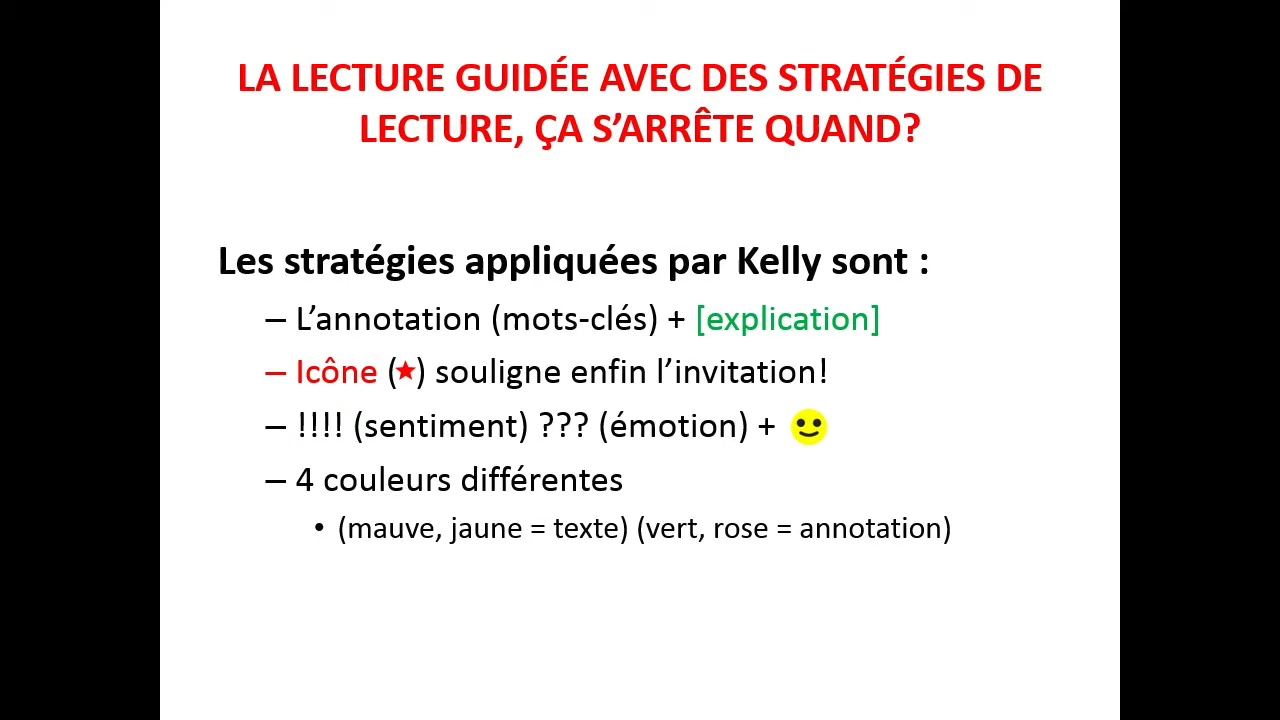 LA LECTURE GUIDÉE AVEC DES STRATÉGIES DE
LECTURE, ÇA S’ARRÊTE QUAND?
Les stratégies appliquées par Kelly sont :
– L’annotation (mots-clés) + [explication]
– Icône (★) souligne enfin l’invitation!
– !!!! (sentiment) ??? (émotion) + 🙂
– 4 couleurs différentes
• (mauve, jaune = texte) (vert, rose = annotation)